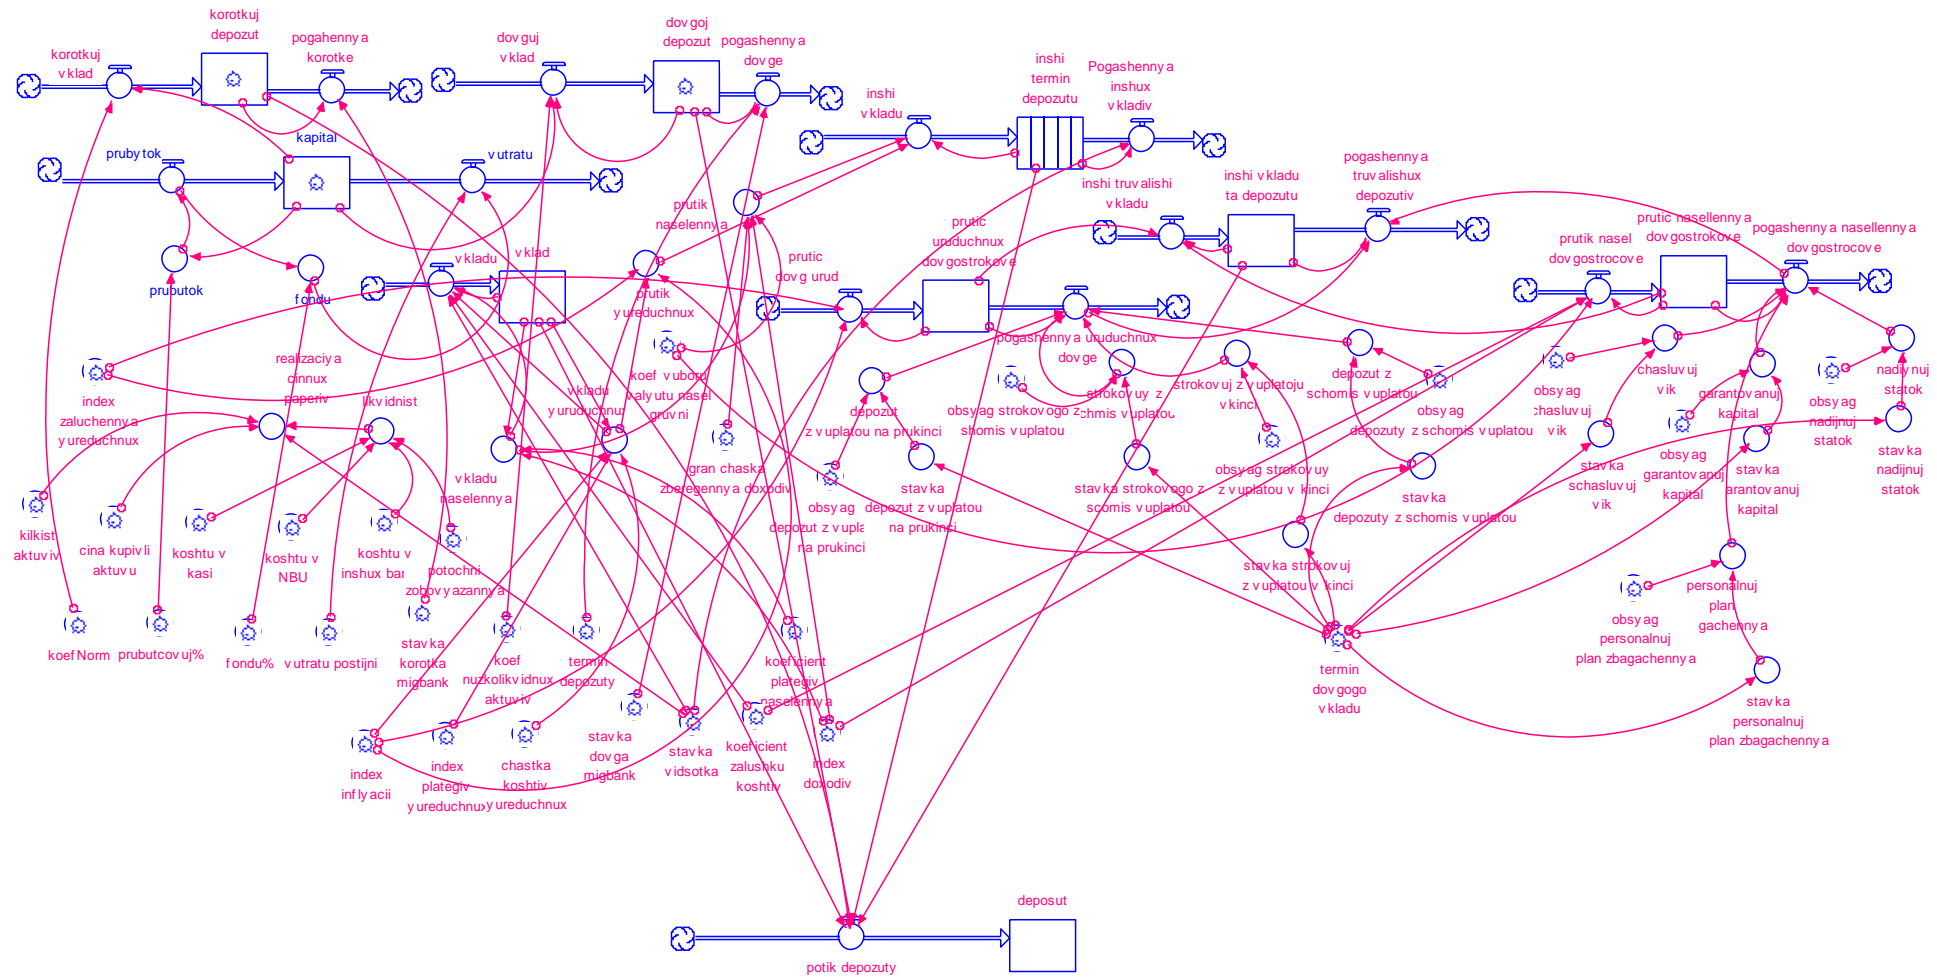 korotkuj
depozut
dovgoj
depozut
korotkuj
vklad
pogahennya
korotke
dovguj
vklad
pogashennya
dovge
inshi
termin
depozutu
Pogashennya
inshux
vkladiv
inshi
vkladu
prubytok
kapital
vutratu
prutik
naselennya
inshi truvalishi
vkladu
inshi vkladu
ta depozutu
pogashennya
truvalishux
depozutiv
prutic
uruduchnux
dovgostrokove
prutic nasellennya
dovgostrokove
pogashennya nasellennya
dovgostrocove
prutik nasel
dovgostrocove
prubutok
fondu
vkladu
vklad
prutic
dovg urud
prutik
yureduchnux
pogashennya uruduchnux
dovge
index
zaluchennya
yureduchnux
realizaciya
cinnux
paperiv
likvidnist
vkladu
yuruduchnux
koef vuboru
valyutu nasel
gruvni
depozut
z vuplatou na prukinci
obsyag strokovogo z
shomis vuplatou
strokovuy z
chmis vuplatou
strokovuj z vuplatoju
v kinci
depozut z
schomis vuplatou
obsyag
depozuty z schomis vuplatou
obsyag
chasluvuj
vik
chasluvuj
vik
garantovanuj
kapital
nadiynuj
statok
obsyag
nadijnuj
statok
stavka
nadijnuj
statok
kilkist
aktuviv
cina kupivli
aktuvu
koshtu v
kasi
koshtu v
NBU
koshtu v
inshux ban
potochni
zobovyazannya
vkladu
naselennya
gran chaska
zberegennya doxodiv
obsyag
depozut z vupla
na prukinci
stavka
depozut z vuplatou
na prukinci
stavka strokovogo z
scomis vuplatou
obsyag strokovuy
z vuplatou v kinci
stavka
depozuty z schomis vuplatou
stavka
schasluvuj
vik
obsyag
garantovanuj
kapital
stavka
arantovanuj
kapital
stavka strokovuj
z vuplatou v kinci
koef Norm
prubutcovuj%
fondu%
vutratu postijni
stavka
korotka
migbank
koef
nuzkolikvidnux
aktuviv
termin
depozuty
koeficient
plategiv
naselennya
termin
dovgogo
vkladu
obsyag
personalnuj
plan zbagachennya
personalnuj
plan
gachennya
stavka
personalnuj
plan zbagachennya
index
inflyacii
index
plategiv
yureduchnux
chastka
koshtiv
yureduchnux
stavka
dovga
migbank
stavka
vidsotka
koeficient
zalushku
koshtiv
index
doxodiv
deposut
potik depozuty